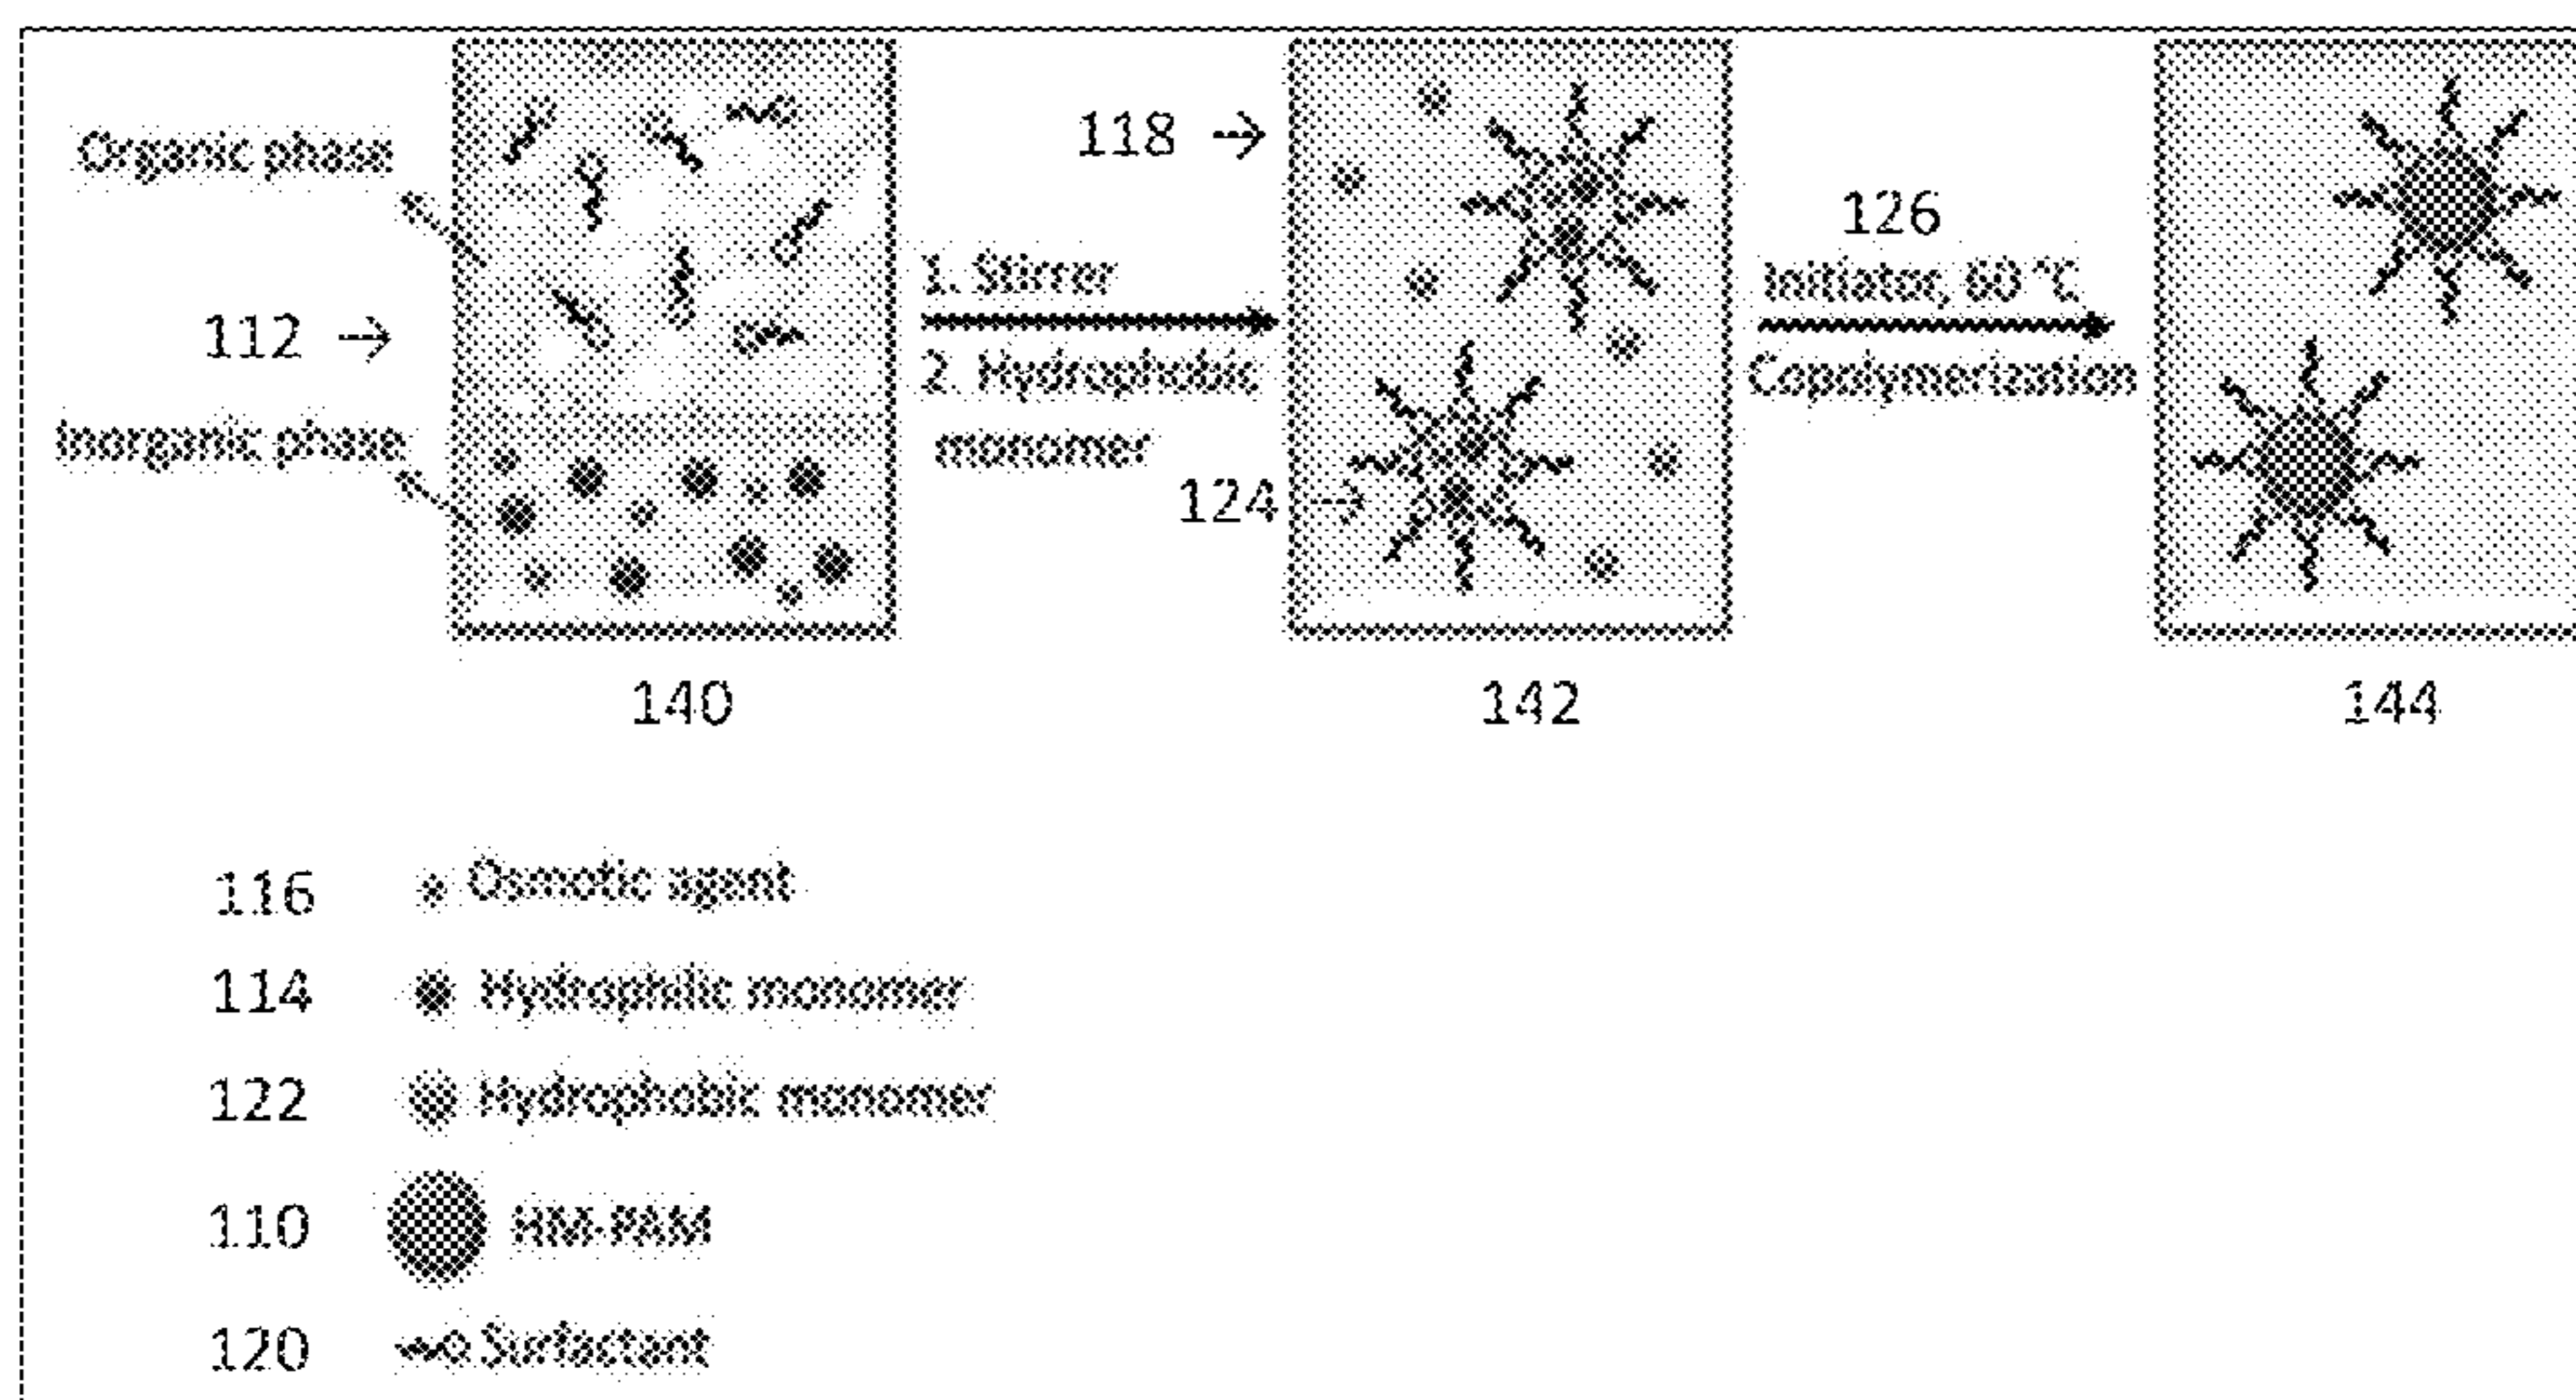 Organic phase
112 →
Inorganic phase
140
1. Stirrer
2. Hydrophobic
monomer
118 →
124 →
142
126
Initiator, 60 °C
Copolymerization
144
116 Osmotic agent
114 Hydrophilic monomer
122 Hydrophobic monomer
110 HM-PAM
120 Surfactant